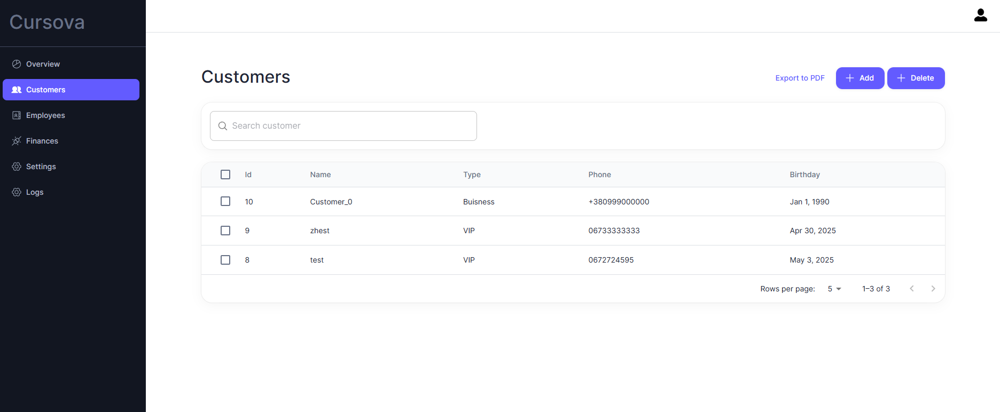 Cursova
Overview
Customers
Employees
Finances
Settings
Logs
Customers
Export to PDF
Add
Delete
Search customer
Id Name Type Phone Birthday
10 Customer_0 Buisness +380999000000 Jan 1, 1990
9 zhest VIP 06733333333 Apr 30, 2025
8 test VIP 0672724595 May 3, 2025
Rows per page: 5 1–3 of 3